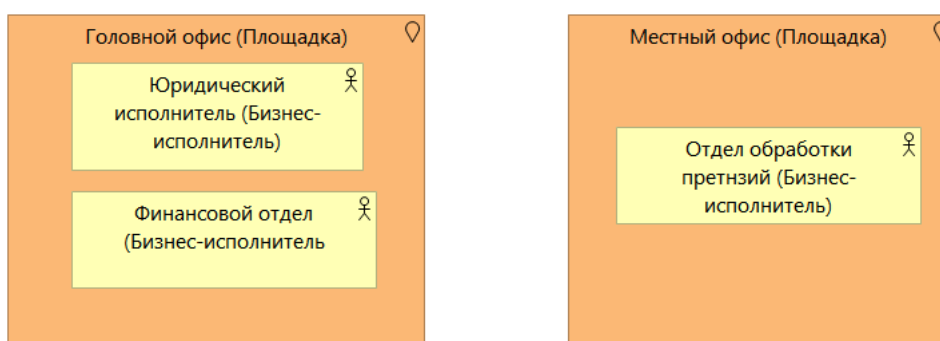 Головной офис (Площадка)
Юридический
исполнитель (Бизнес-
исполнитель)
Финансовой отдел
(Бизнес-исполнитель
Местный офис (Площадка)
Отдел обработки
претнзий (Бизнес-
исполнитель)